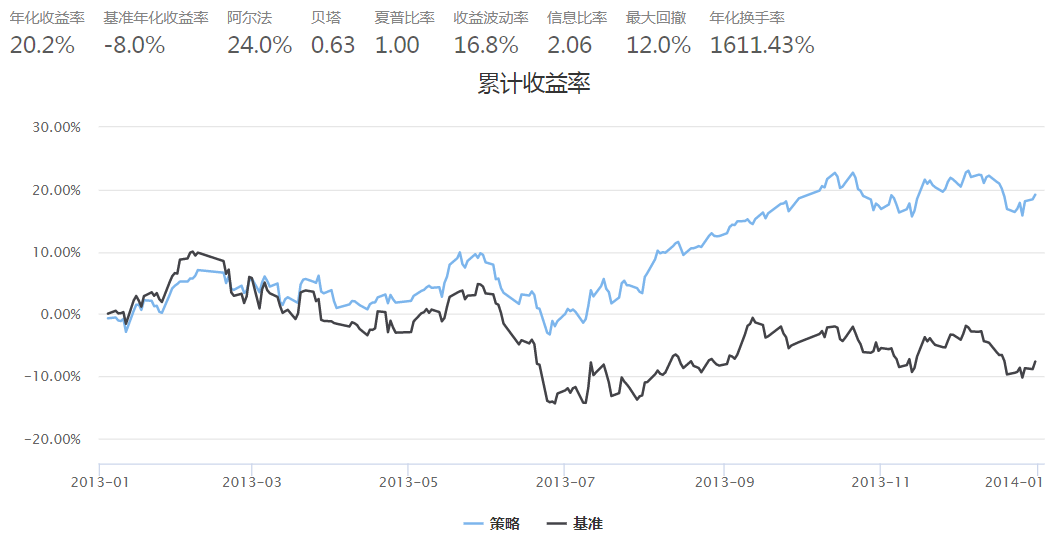 年化收益率 基准年化收益率 阿尔法 贝塔 夏普比率 收益波动率 信息比率 最大回撤 年化换手率
20.2% -8.0% 24.0% 0.63 1.00 16.8% 2.06 12.0% 1611.43%
累计收益率
30.00%
20.00%
10.00%
0.00%
-10.00%
-20.00%
2013-01 2013-03 2013-05 2013-07 2013-09 2013-11 2014-01
策略 基准